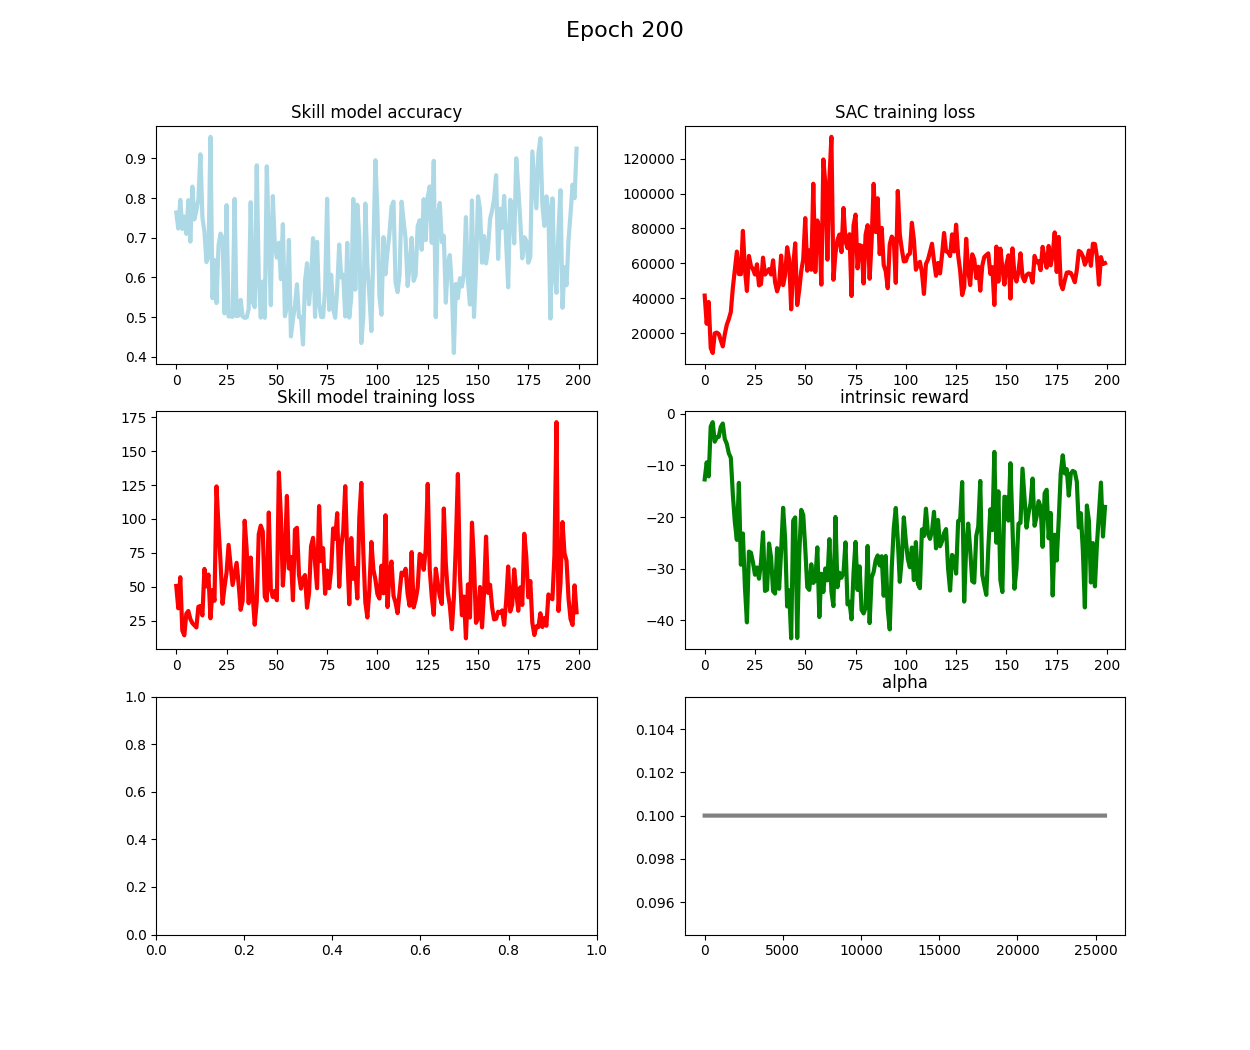 Epoch 200
Skill model accuracy
0.9
0.8
0.7
0.6
0.5
0.4
0 25 50 75 100 125 150 175 200
SAC training loss
120000
100000
80000
60000
40000
20000
0 25 50 75 100 125 150 175 200
Skill model training loss
175
150
125
100
75
50
25
0 25 50 75 100 125 150 175 200
intrinsic reward
0
−10
−20
−30
−40
0 25 50 75 100 125 150 175 200
1.0
0.8
0.6
0.4
0.2
0.0
0.0 0.2 0.4 0.6 0.8 1.0
alpha
0.104
0.102
0.100
0.098
0.096
0 5000 10000 15000 20000 25000